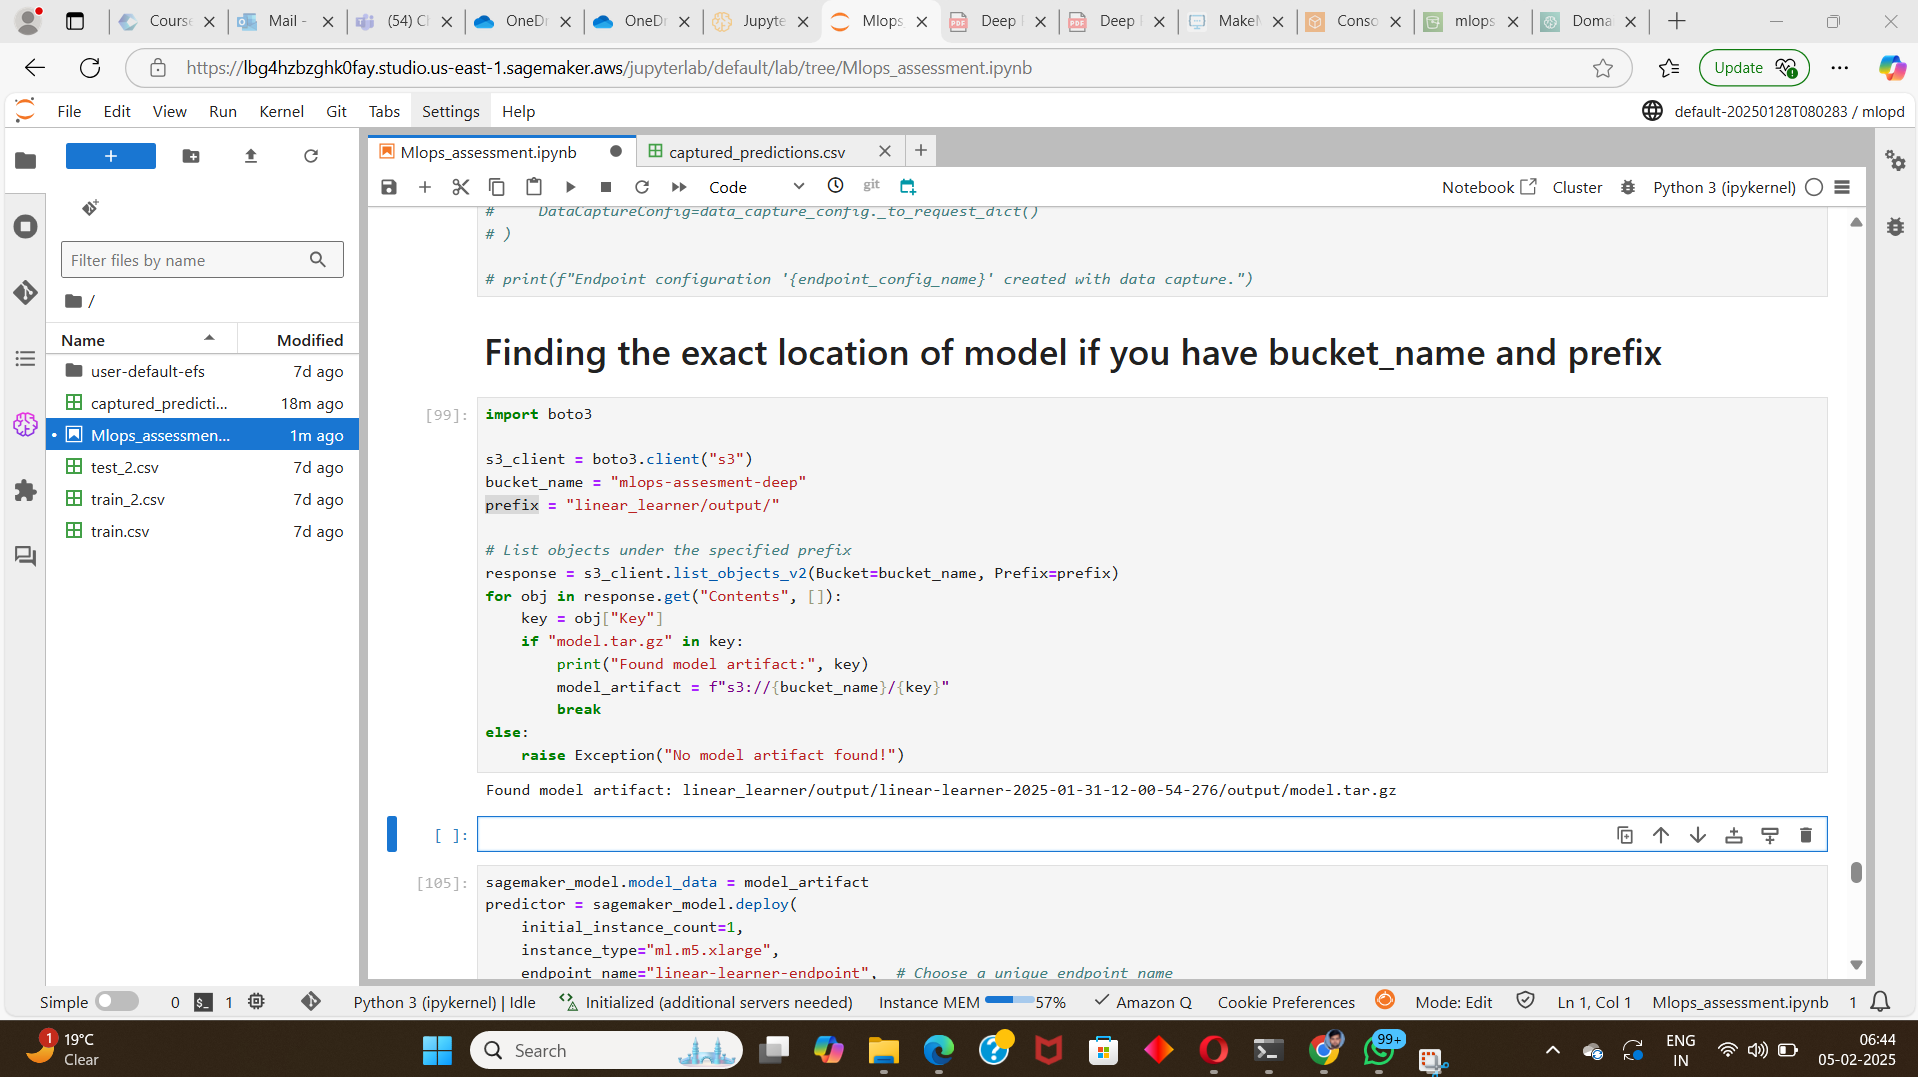 Course
Mail -
(54) Ch
OneDr
OneDr
Jupyte
Mlops
Deep
Deep
MakeM
Conso
mlops
Domai
https://lbg4hzbzghk0fay.studio.us-east-1.sagemaker.aws/jupyterlab/default/lab/tree/Mlops_assessment.ipynb
Update
File Edit View Run Kernel Git Tabs Settings Help
default-20250128T080283 / mlopd
Mlops_assessment.ipynb
captured_predictions.csv
Code
git
Notebook
Cluster
Python 3 (ipykernel)
Filter files by name
/
Name Modified
user-default-efs 7d ago
captured_predicti... 18m ago
Mlops_assessmen... 1m ago
test_2.csv 7d ago
train_2.csv 7d ago
train.csv 7d ago
# DataCaptureConfig=data_capture_config._to_request_dict()
# )
# print(f"Endpoint configuration '{endpoint_config_name}' created with data capture.")
Finding the exact location of model if you have bucket_name and prefix
[99]:
import boto3
s3_client = boto3.client("s3")
bucket_name = "mlops-assesment-deep"
prefix = "linear_learner/output/"
# List objects under the specified prefix
response = s3_client.list_objects_v2(Bucket=bucket_name, Prefix=prefix)
for obj in response.get("Contents", []):
key = obj["Key"]
if "model.tar.gz" in key:
print("Found model artifact:", key)
model_artifact = f"s3://{bucket_name}/{key}"
break
else:
raise Exception("No model artifact found!")
Found model artifact: linear_learner/output/linear-learner-2025-01-31-12-00-54-276/output/model.tar.gz
[ ]:
[105]:
sagemaker_model.model_data = model_artifact
predictor = sagemaker_model.deploy(
initial_instance_count=1,
instance_type="ml.m5.xlarge",
endpoint_name="linear-learner-endpoint", # Choose a unique endpoint name
Simple 0 1 Python 3 (ipykernel) | Idle Initialized (additional servers needed) Instance MEM 57% Amazon Q Cookie Preferences Mode: Edit Ln 1, Col 1 Mlops_assessment.ipynb 1
1
19°C
Clear
Search
99+
ENG
IN
06:44
05-02-2025